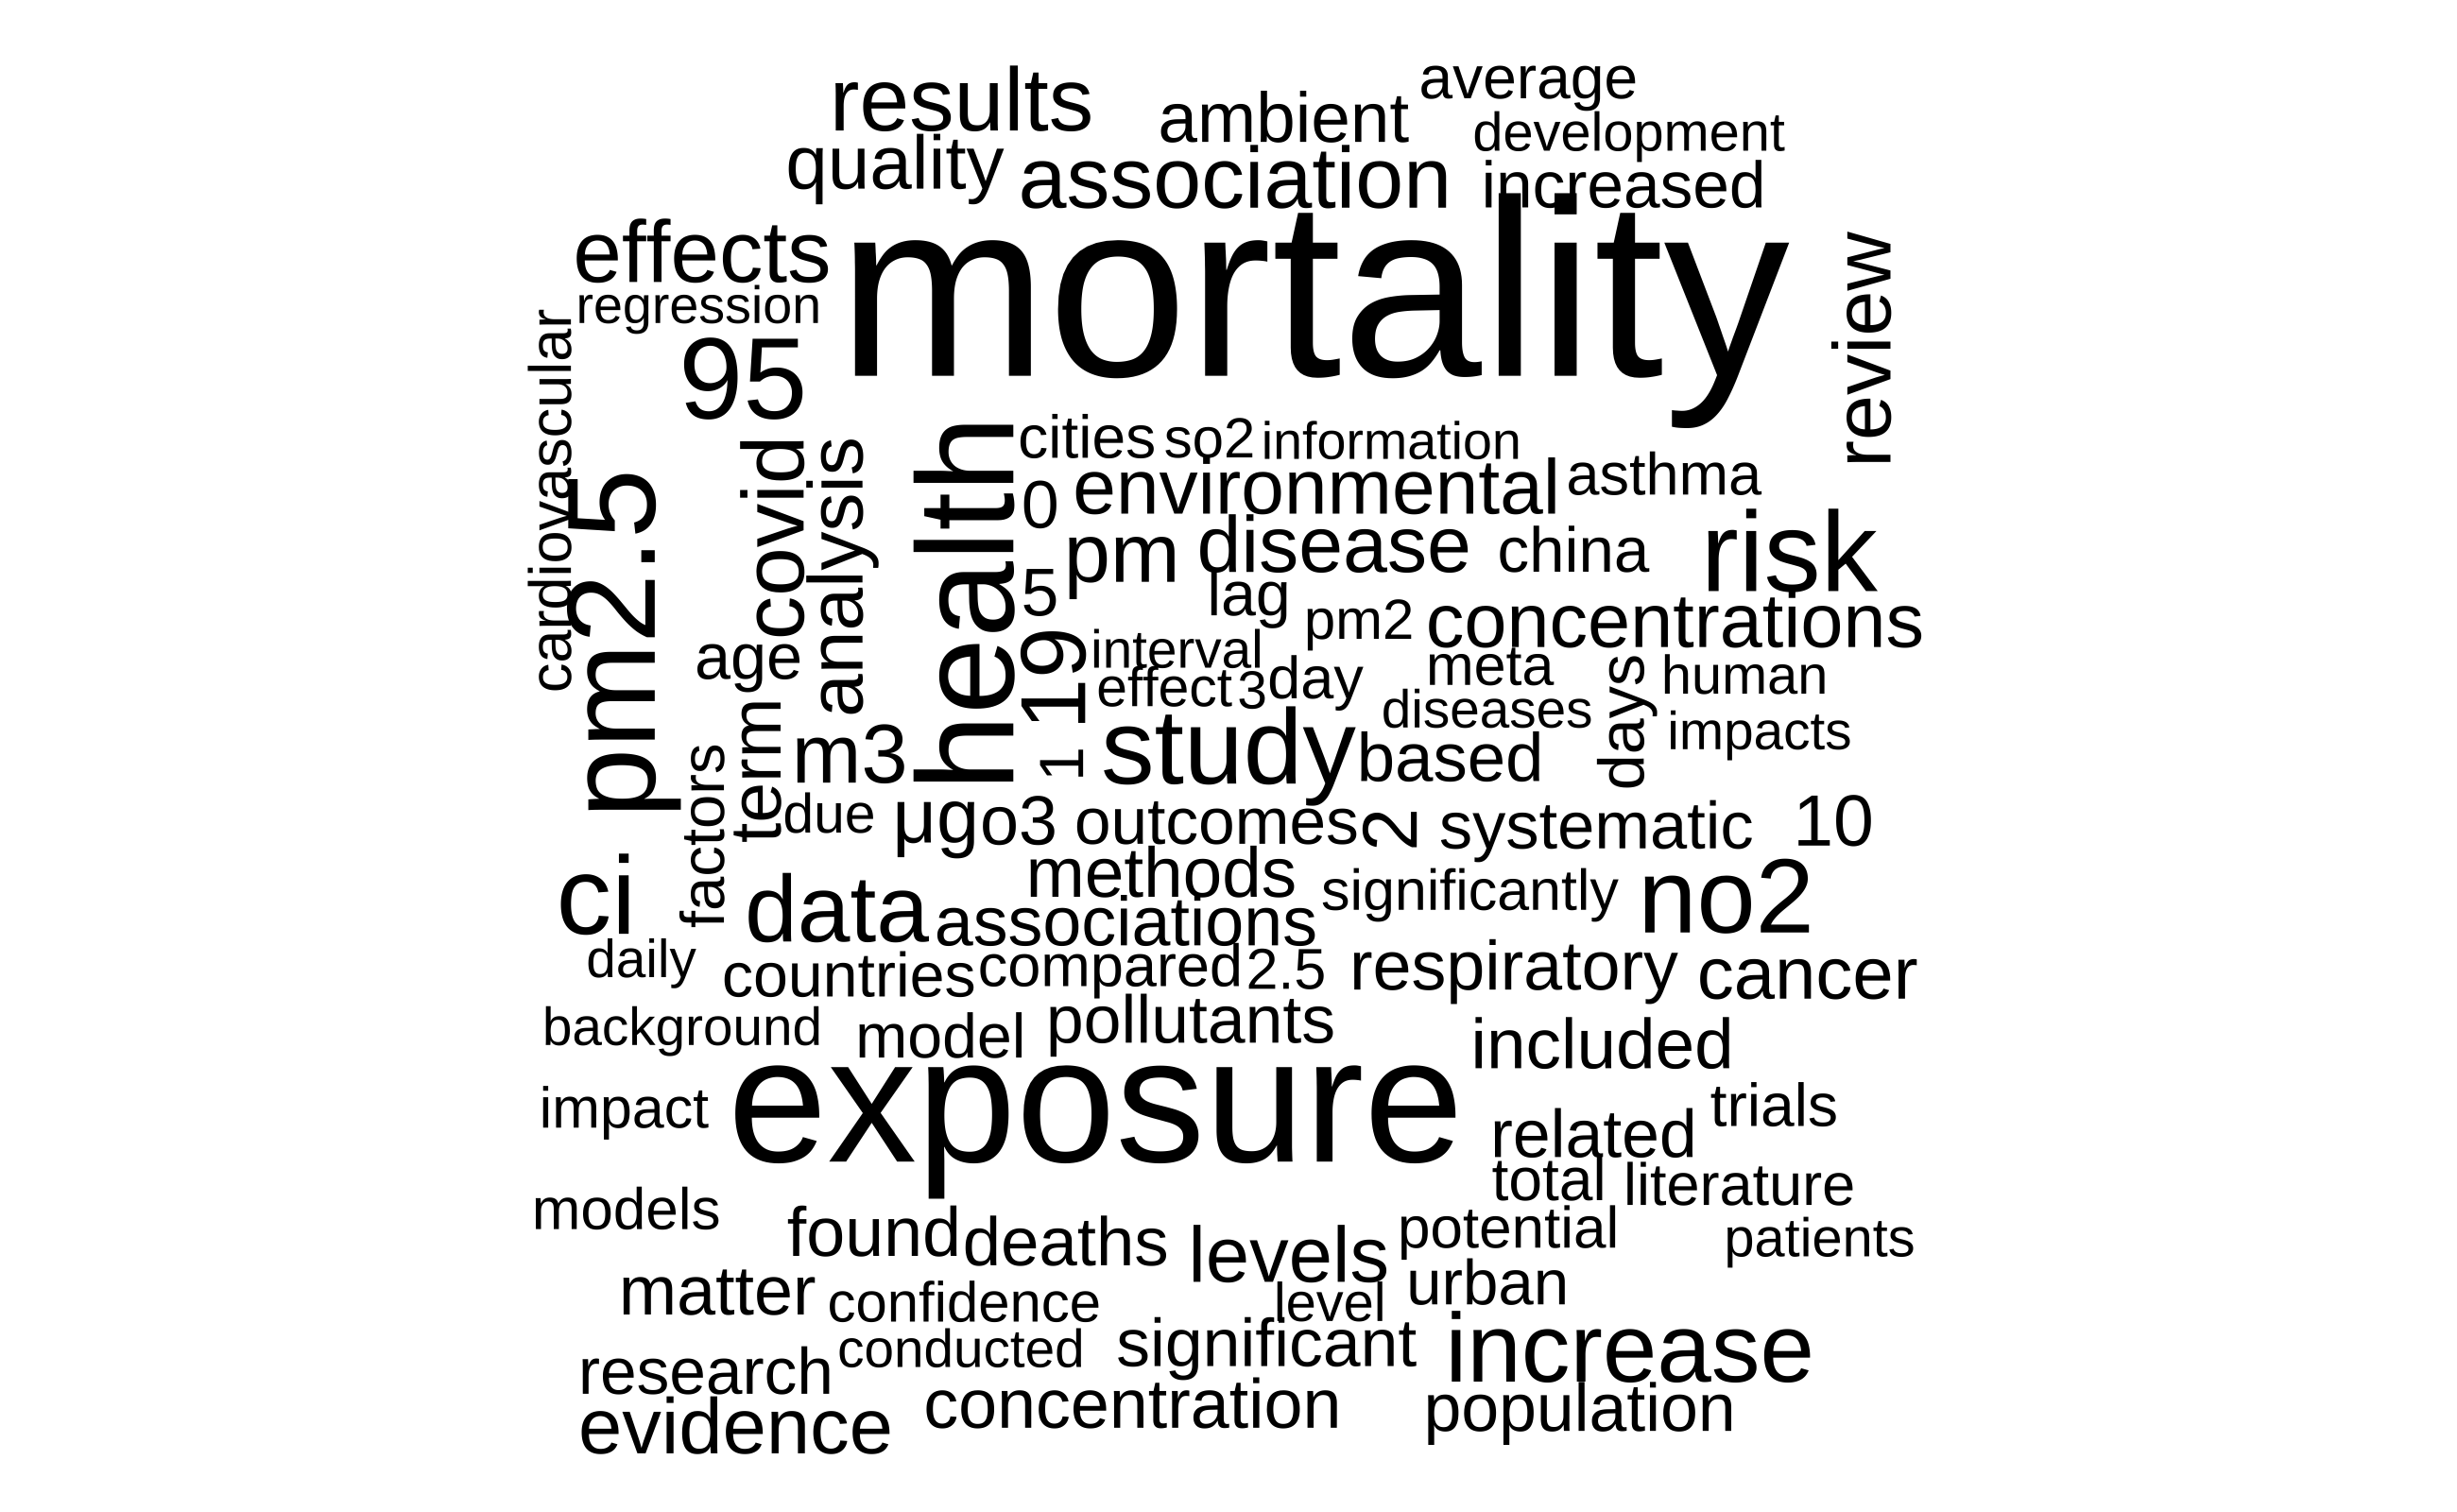 average
results
ambient
development
quality
association
increased
effects
mortality
regression
review
95
cardiovascular
cities
so2
information
covid
analysis
health
0
environmental
asthma
pm2.5
pm
disease
china
risk
5
lag
pm2
concentrations
age
19
interval
effect
3
day
meta
days
human
diseases
impacts
term
m3
1
study
based
factors
due
µg
o3
outcomes
2
systematic
10
ci
methods
significantly
no2
data
associations
daily
countries
compared
2.5
respiratory
cancer
background
model
pollutants
included
impact
exposure
related
trials
total
literature
models
found
deaths
levels
potential
patients
matter
confidence
level
urban
research
conducted
significant
increase
evidence
concentration
population